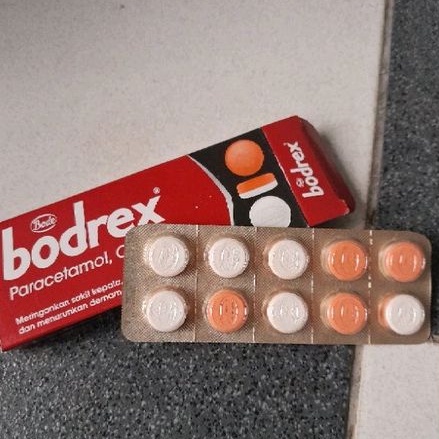 Bode
bodrex®
Paracetamol, C
Meringankan sakit kepala,
dan menurunkan demam
bodrex®